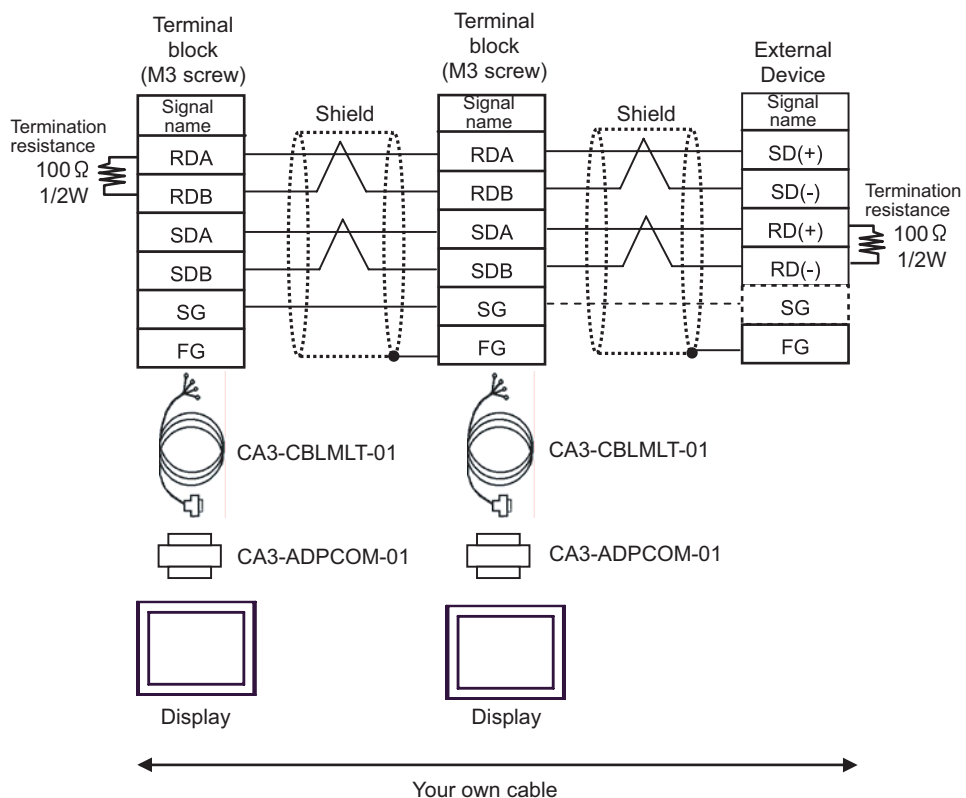 Terminal
block
(M3 screw)
Terminal
block
(M3 screw)
External
Device
Termination
resistance
100 Ω
1/2W
Signal
name
RDA
RDB
SDA
SDB
SG
FG
Shield
Signal
name
RDA
RDB
SDA
SDB
SG
FG
Shield
Signal
name
SD(+)
SD(-)
RD(+)
RD(-)
SG
FG
Termination
resistance
100 Ω
1/2W
CA3-CBLMLT-01
CA3-CBLMLT-01
CA3-ADPCOM-01
CA3-ADPCOM-01
Display
Display
Your own cable